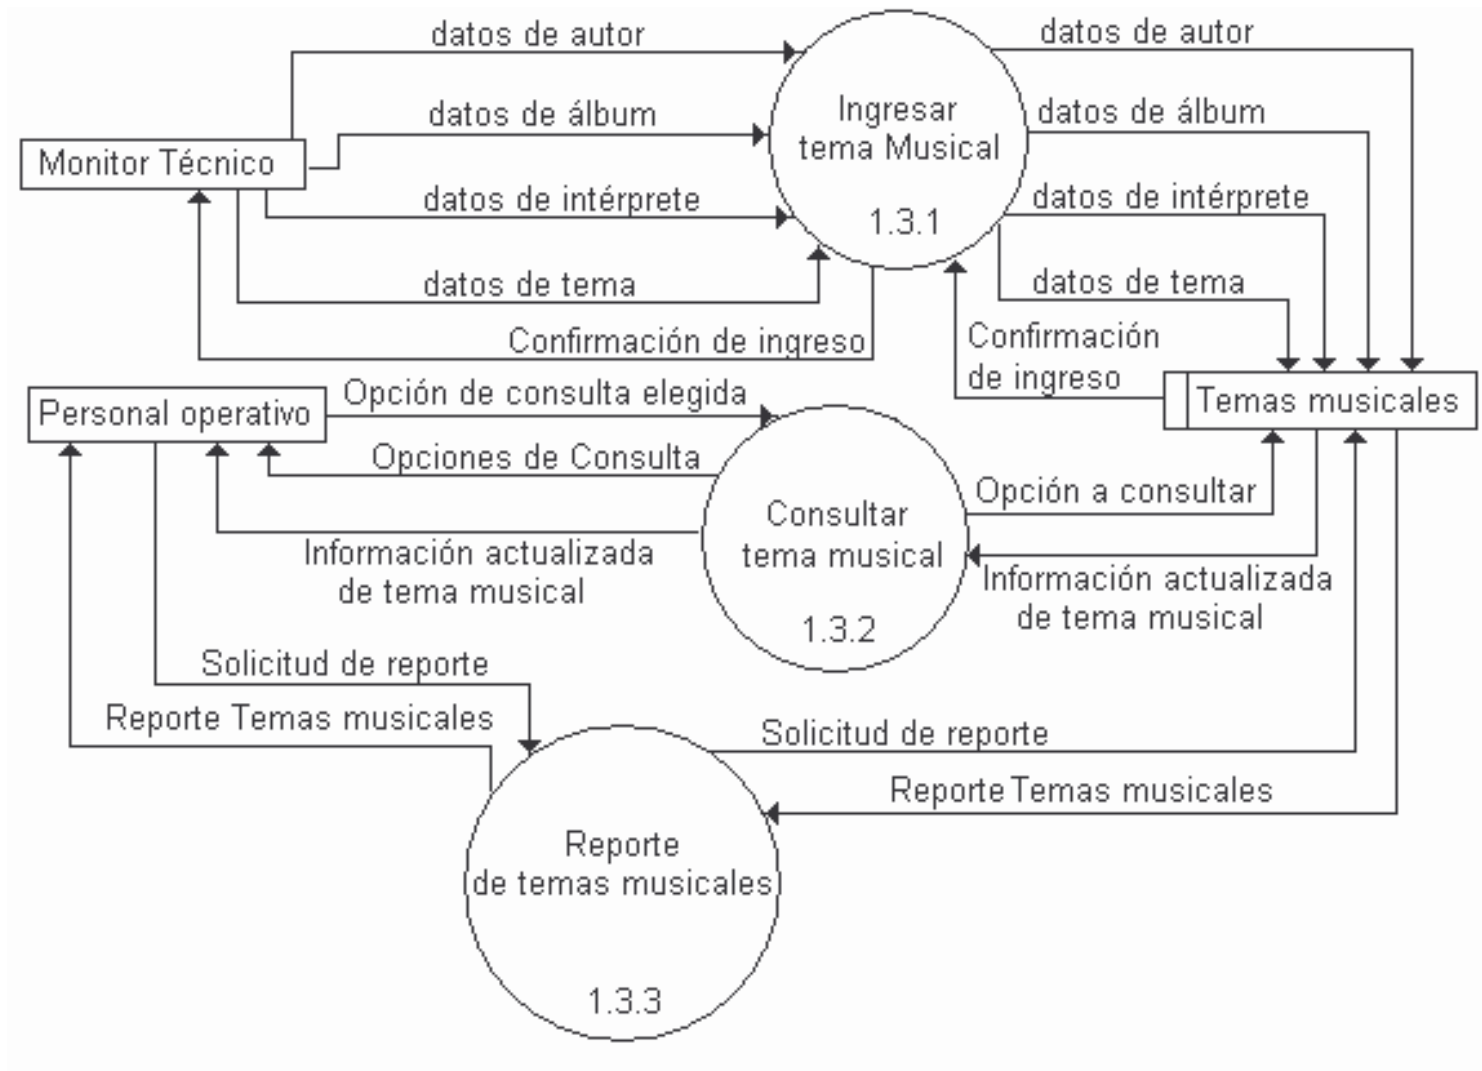 datos de autor
datos de autor
datos de álbum
Ingresar
tema Musical
datos de álbum
Monitor Técnico
datos de intérprete
1.3.1
datos de intérprete
datos de tema
datos de tema
Confirmación de ingreso
Confirmación
de ingreso
Personal operativo
Opción de consulta elegida
Temas musicales
Opciones de Consulta
Opción a consultar
Consultar
tema musical
Información actualizada
de tema musical
Información actualizada
de tema musical
1.3.2
Solicitud de reporte
Reporte Temas musicales
Solicitud de reporte
Reporte Temas musicales
Reporte
de temas musicales
1.3.3